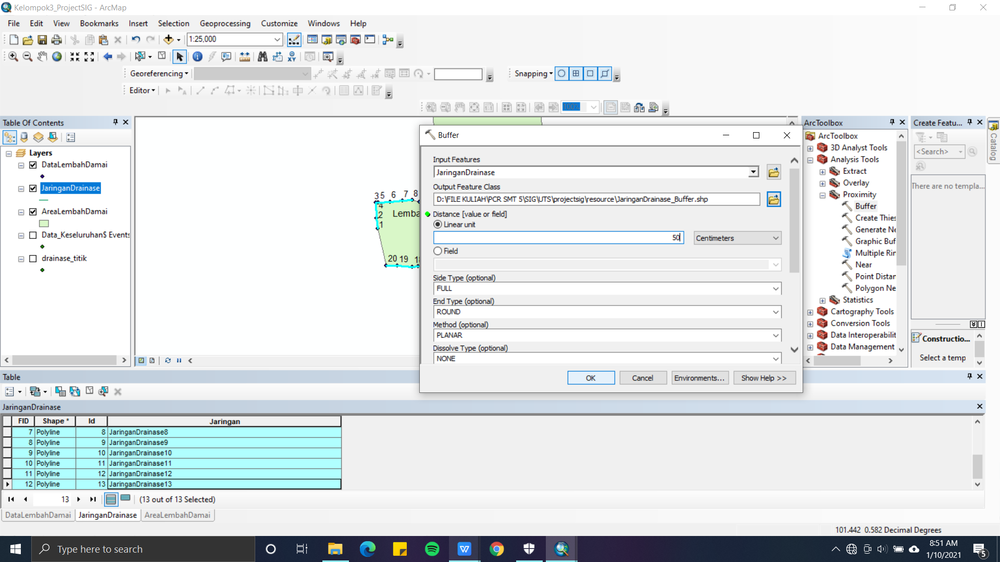 Kelompok3_ProjectSIG - ArcMap
File Edit View Bookmarks Insert Selection Geoprocessing Customize Windows Help
1:25,000
Georeferencing
Snapping
Editor
100%
Table Of Contents
Layers
DataLembahDamai
JaringanDrainase
AreaLembahDamai
Data_Keseluruhan$ Events
drainase_titik
3 5 6 7 8
4
2 Lemba
1
20 19 18
Buffer
Input Features
JaringanDrainase
Output Feature Class
D:\FILE KULIAH\PCR SMT 5\SIG\UTS\projectsig\resource\JaringanDrainase_Buffer.shp
Distance [value or field]
Linear unit
50 Centimeters
Field
Side Type (optional)
FULL
End Type (optional)
ROUND
Method (optional)
PLANAR
Dissolve Type (optional)
NONE
OK Cancel Environments... Show Help >>
ArcToolbox
ArcToolbox
3D Analyst Tools
Analysis Tools
Extract
Overlay
Proximity
Buffer
Create Thies
Generate Ne
Graphic Buf
Multiple Rin
Near
Point Distan
Polygon Ne
Statistics
Cartography Tools
Conversion Tools
Data Interoperabilit
Data Management
Create Featu...
<Search>
There are no templa...
Constructio...
Select a temp
Catalog
Table
JaringanDrainase
FID Shape * Id Jaringan
7 Polyline 8 JaringanDrainase8
8 Polyline 9 JaringanDrainase9
9 Polyline 10 JaringanDrainase10
10 Polyline 11 JaringanDrainase11
11 Polyline 12 JaringanDrainase12
12 Polyline 13 JaringanDrainase13
13 (13 out of 13 Selected)
DataLembahDamai JaringanDrainase AreaLembahDamai
101.442 0.582 Decimal Degrees
Type here to search
8:51 AM
1/10/2021
5